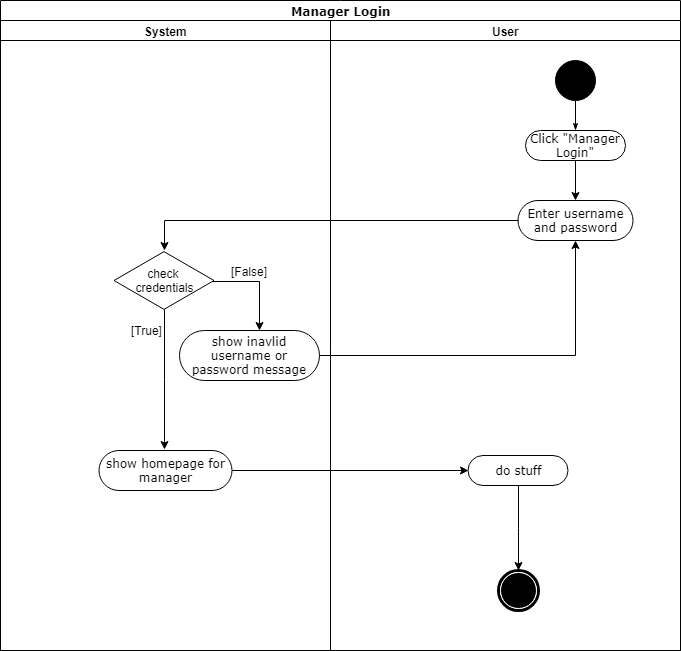 Manager Login
System
User
Click "Manager
Login"
Enter username
and password
check
credentials
[False]
[True]
show inavlid
username or
password message
show homepage for
manager
do stuff